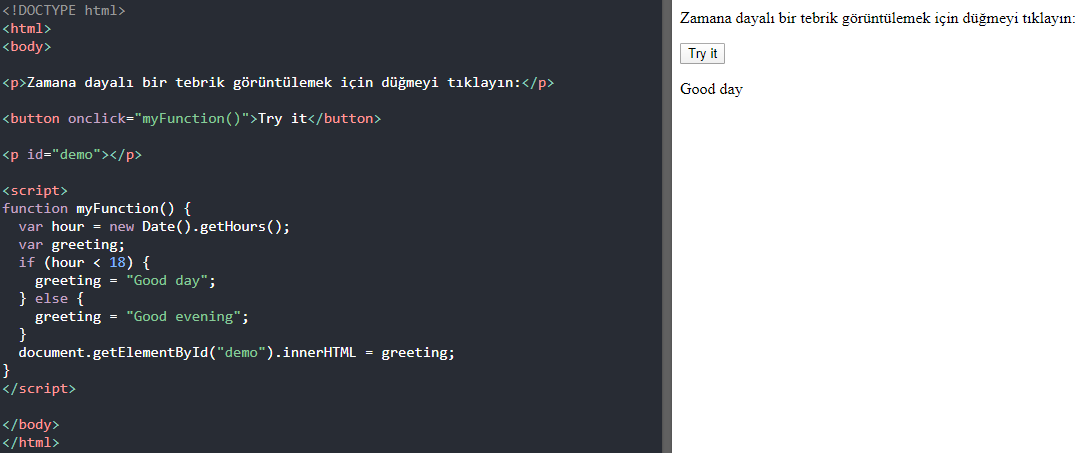 <!DOCTYPE html>
<html>
<body>

<p>Zamana dayalı bir tebrik görüntülemek için düğmeyi tıklayın:</p>

<button onclick="myFunction()">Try it</button>

<p id="demo"></p>

<script>
function myFunction() {
  var hour = new Date().getHours();
  var greeting;
  if (hour < 18) {
    greeting = "Good day";
  } else {
    greeting = "Good evening";
  }
  document.getElementById("demo").innerHTML = greeting;
}
</script>

</body>
</html>
Zamana dayalı bir tebrik görüntülemek için düğmeyi tıklayın:
Try it
Good day